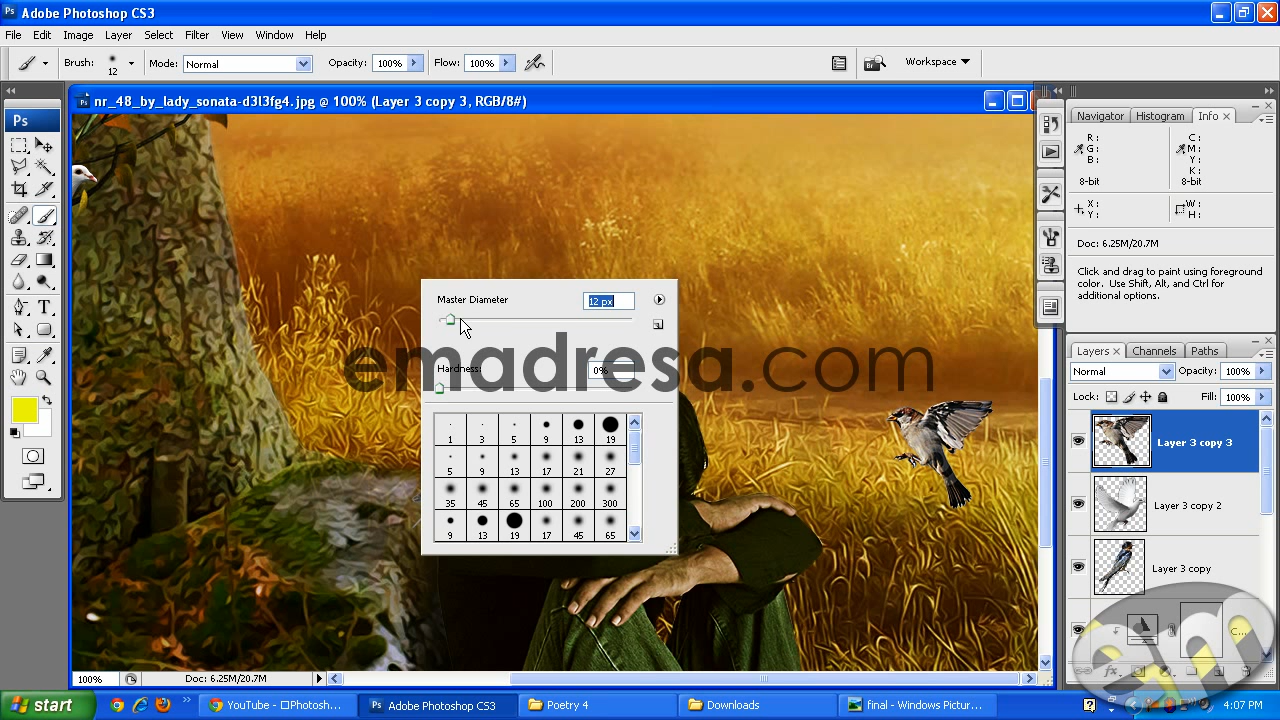 Ps Adobe Photoshop CS3
File Edit Image Layer Select Filter View Window Help
Brush: 12 Mode: Normal Opacity: 100% Flow: 100% Br Workspace
nr_48_by_lady_sonata-d3l3fg4.jpg @ 100% (Layer 3 copy 3, RGB/8#)
Ps
T
Master Diameter 12 px
Hardness: 0%
1 3 5 9 13 19
5 9 13 17 21 27
35 45 65 100 200 300
9 13 19 17 45 65
emadresa.com
Navigator Histogram Info x
R: C:
G: M:
B: Y:
K:
8-bit 8-bit
X: W:
Y: H:
Doc: 6.25M/20.7M
Click and drag to paint using foreground
color. Use Shift, Alt, and Ctrl for
additional options.
Layers x Channels Paths
Normal Opacity: 100%
Lock: Fill: 100%
Layer 3 copy 3
Layer 3 copy 2
Layer 3 copy
C...
em
fx
100% Doc: 6.25M/20.7M
start YouTube - □Photosh... Adobe Photoshop CS3 Poetry 4 Downloads final - Windows Pictur... 4:07 PM